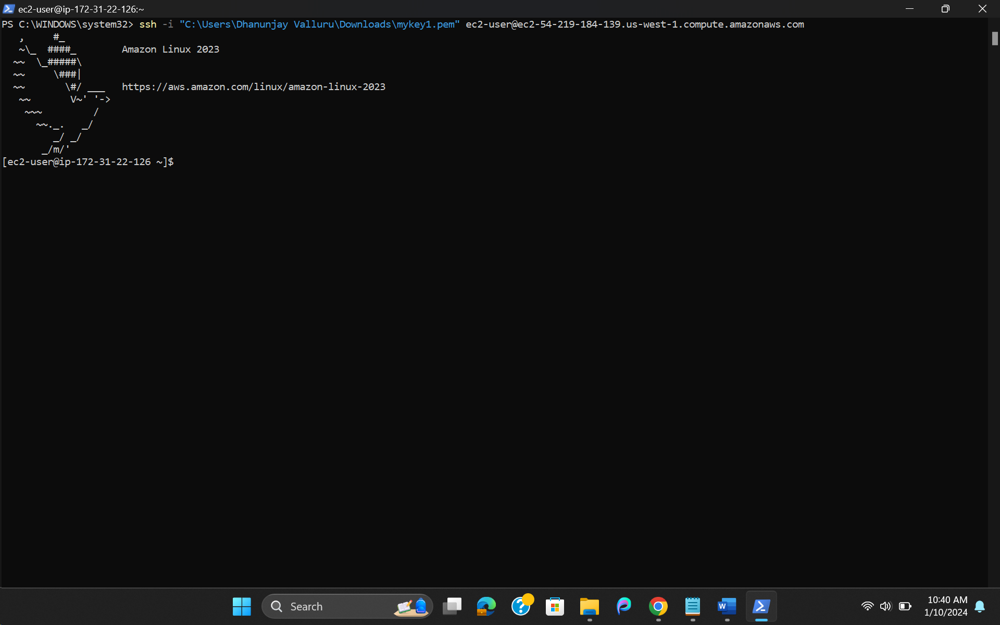 ec2-user@ip-172-31-22-126:~
PS C:\WINDOWS\system32> ssh -i "C:\Users\Dhanunjay Valluru\Downloads\mykey1.pem" ec2-user@ec2-54-219-184-139.us-west-1.compute.amazonaws.com
   ,     #_
   ~\_  ####_        Amazon Linux 2023
  ~~  \_#####\
  ~~     \###|
  ~~       \#/ ___   https://aws.amazon.com/linux/amazon-linux-2023
   ~~       V~' '->
    ~~~         /
      ~~._.   _/
         _/ _/
       _/m/'
[ec2-user@ip-172-31-22-126 ~]$
Search
W
10:40 AM
1/10/2024